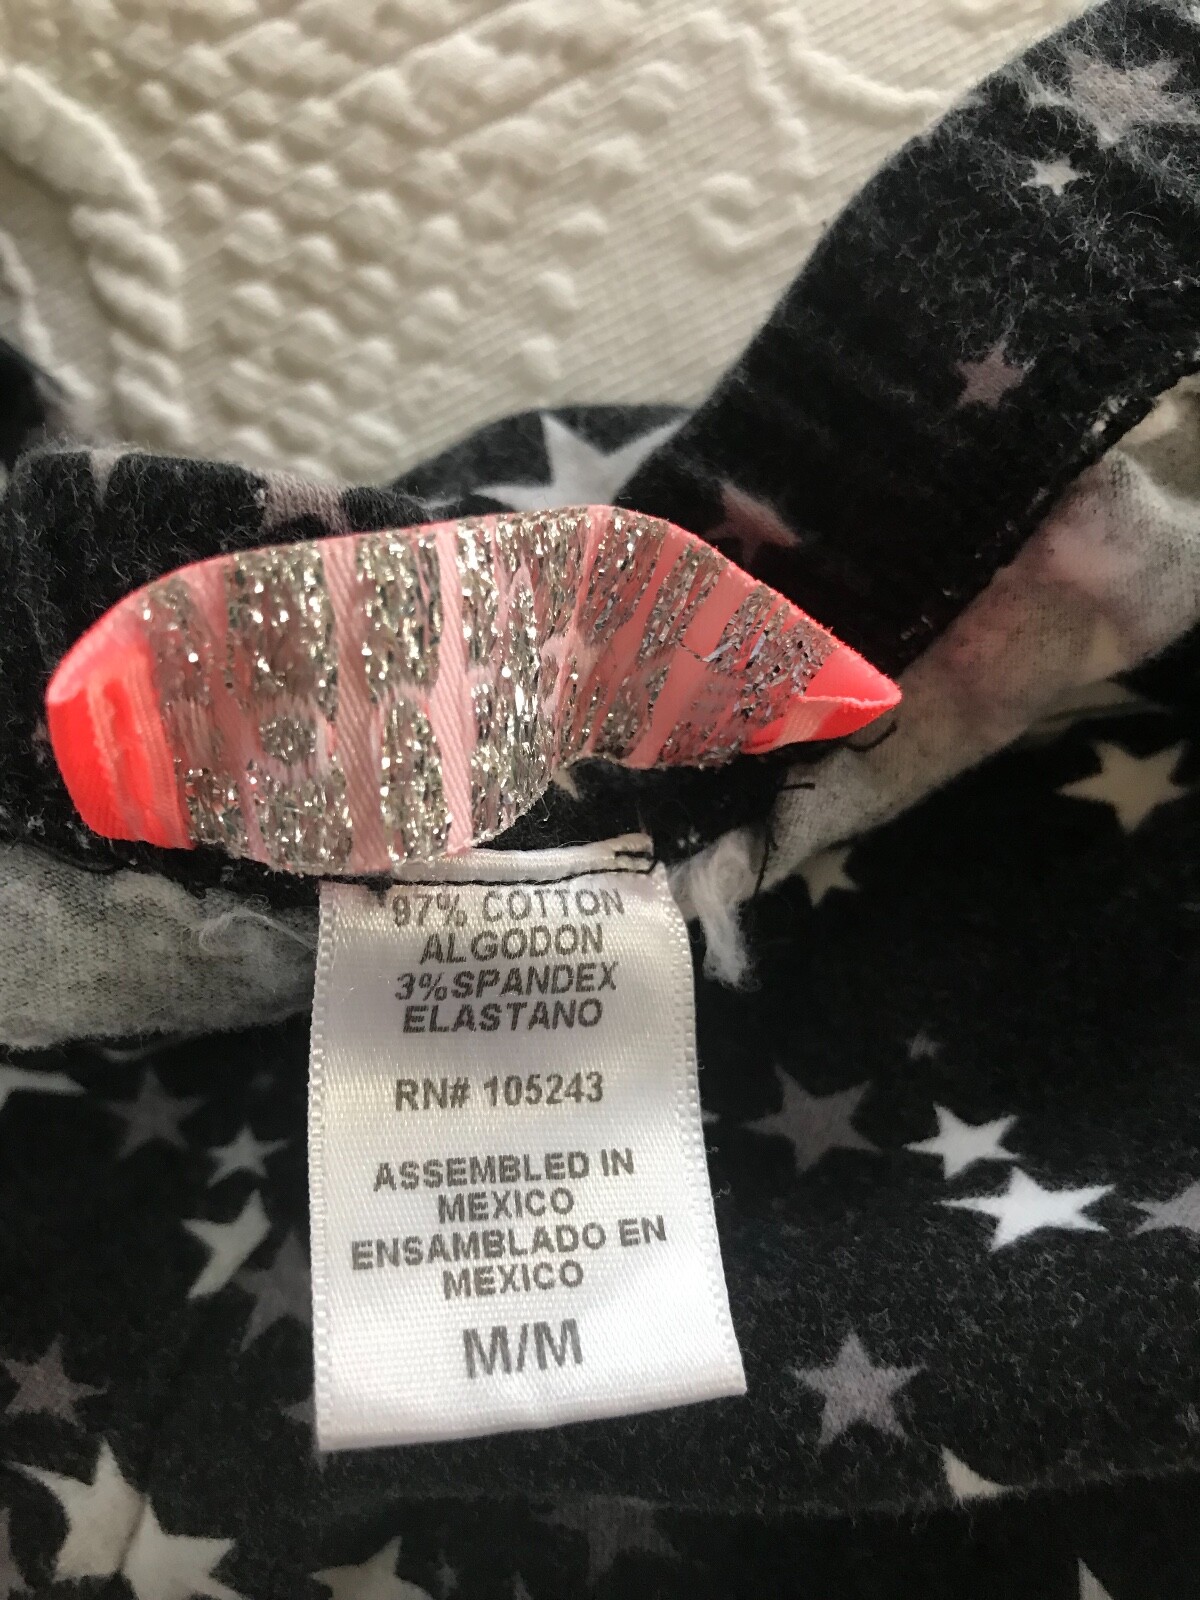 97% COTTON
ALGODON
3%SPANDEX
ELASTANO
RN# 105243
ASSEMBLED IN
MEXICO
ENSAMBLADO EN
MEXICO
M/M